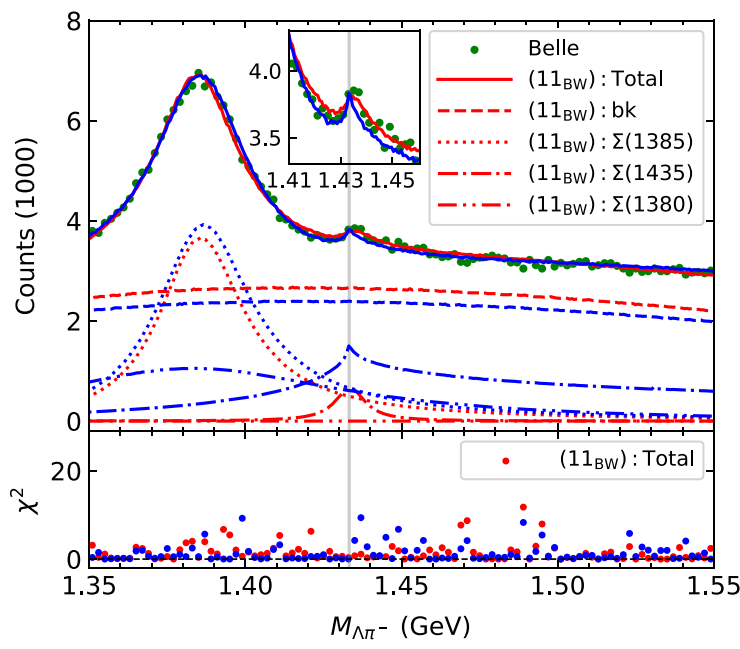 8
6
4
2
0
Counts (1000)
4.0
3.5
1.41
1.43
1.45
Belle
(11BW) : Total
(11BW) : bk
(11BW) : Σ(1385)
(11BW) : Σ(1435)
(11BW) : Σ(1380)
20
0
χ²
(11BW) : Total
1.35
1.40
1.45
1.50
1.55
MΛπ- (GeV)